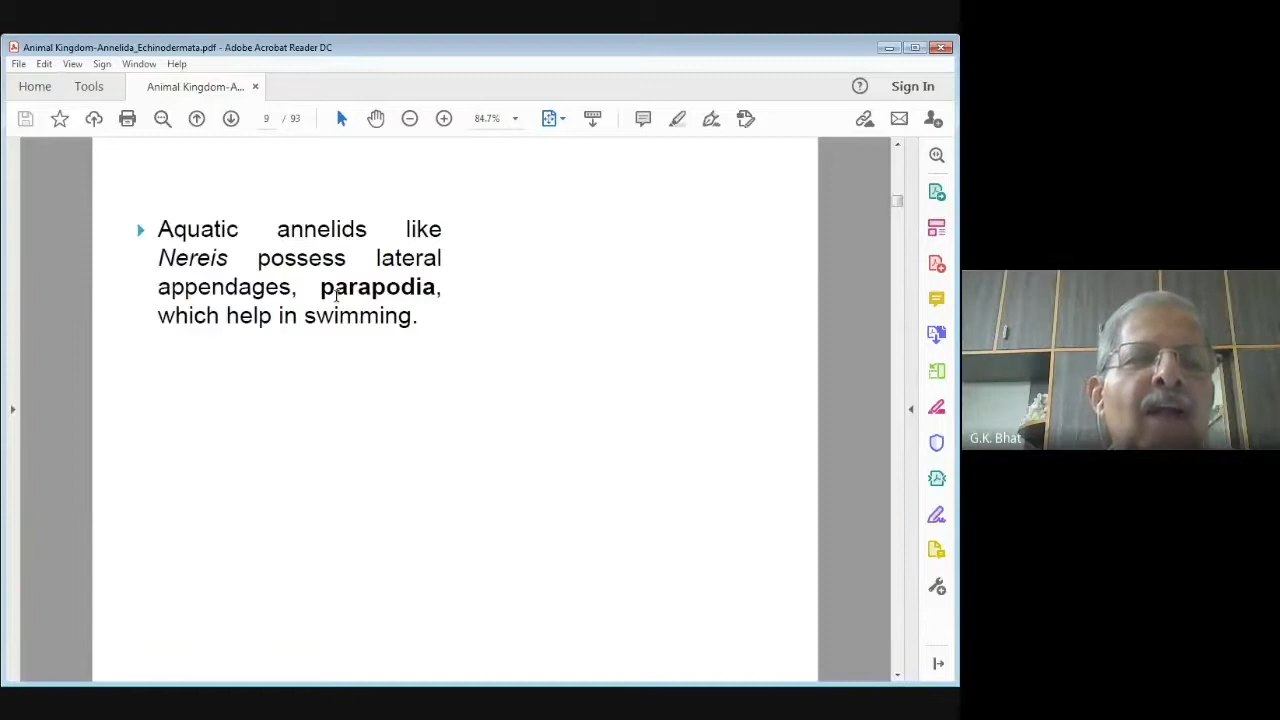 Animal Kingdom-Annelida_Echinodermata.pdf - Adobe Acrobat Reader DC
File Edit View Sign Window Help
Home Tools Animal Kingdom-A... × Sign In
9 / 93 84.7%
Aquatic annelids like
Nereis possess lateral
appendages, parapodia,
which help in swimming.
G.K. Bhat